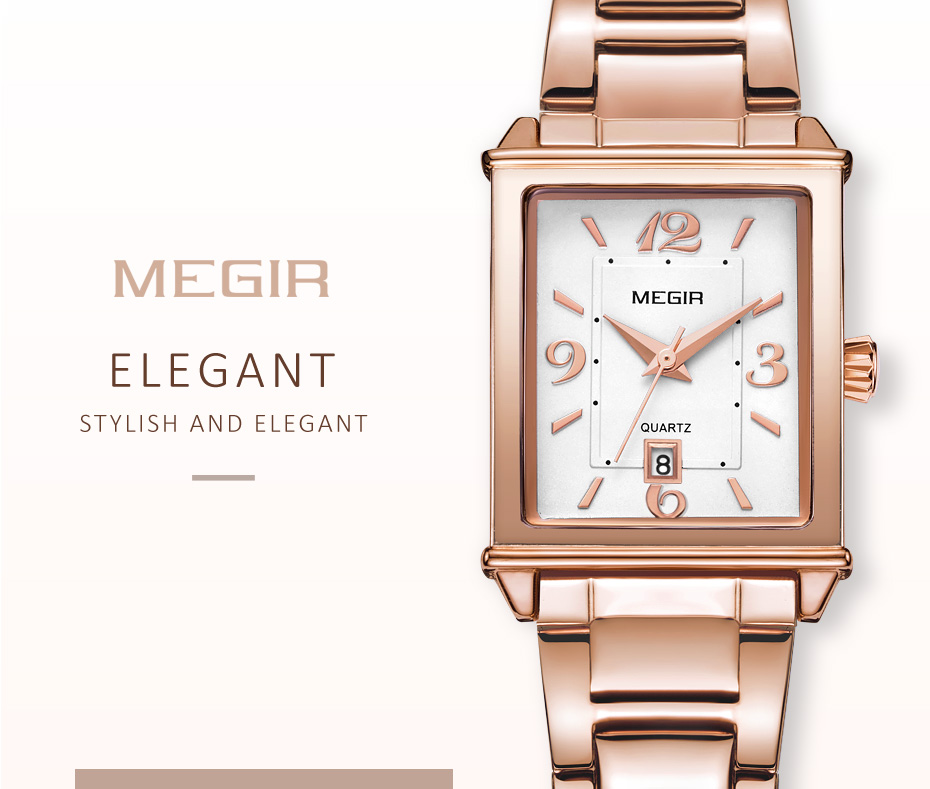 MEGIR
ELEGANT
STYLISH AND ELEGANT
12
MEGIR
9
3
QUARTZ
8
6